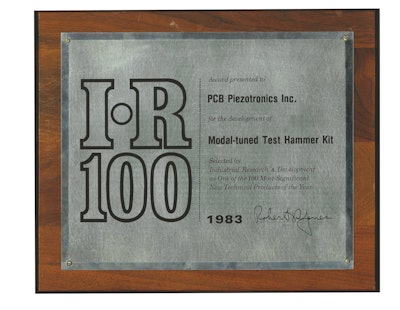 I·R
100
Award presented to
PCB Piezotronics Inc.
for the development of
Modal-tuned Test Hammer Kit
Selected by
Industrial Research & Development
as One of the 100 Most Significant
New Technical Products of the Year
1983